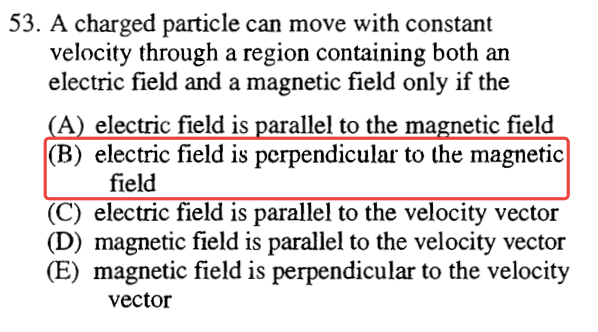 53. A charged particle can move with constant
velocity through a region containing both an
electric field and a magnetic field only if the
(A) electric field is parallel to the magnetic field
(B) electric field is perpendicular to the magnetic
field
(C) electric field is parallel to the velocity vector
(D) magnetic field is parallel to the velocity vector
(E) magnetic field is perpendicular to the velocity
vector